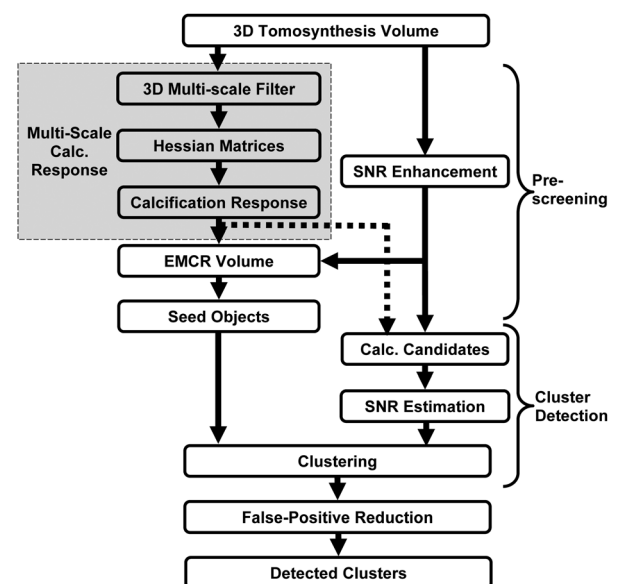 3D Tomosynthesis Volume
3D Multi-scale Filter
Multi-Scale
Calc.
Response
Hessian Matrices
SNR Enhancement
Pre-
screening
Calcification Response
EMCR Volume
Seed Objects
Calc. Candidates
SNR Estimation
Cluster
Detection
Clustering
False-Positive Reduction
Detected Clusters